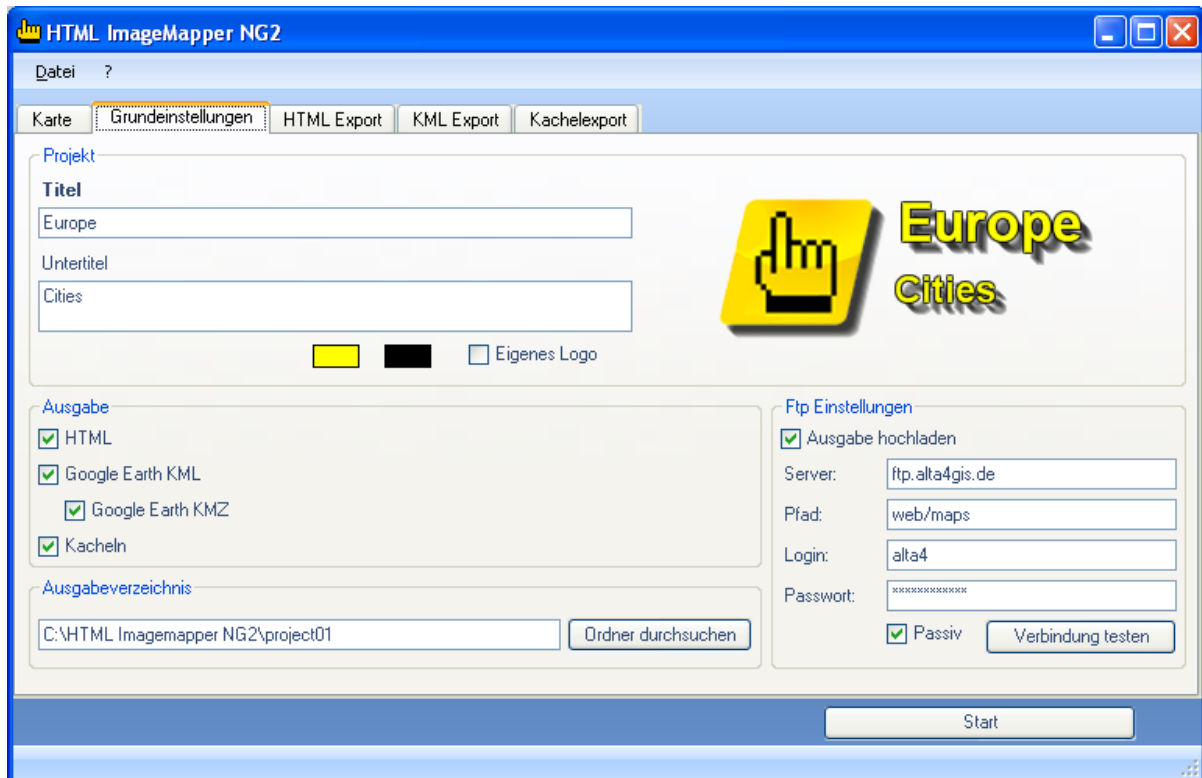 HTML ImageMapper NG2
Datei ?
Karte Grundeinstellungen HTML Export KML Export Kachelexport
Projekt
Titel
Europe
Untertitel
Cities
Eigenes Logo
Europe
Cities
Ausgabe
HTML
Google Earth KML
Google Earth KMZ
Kacheln
Ausgabeverzeichnis
C:\HTML Imagemapper NG2\project01 Ordner durchsuchen
Ftp Einstellungen
Ausgabe hochladen
Server: ftp.alta4gis.de
Pfad: web/maps
Login: alta4
Passwort: ************
Passiv Verbindung testen
Start